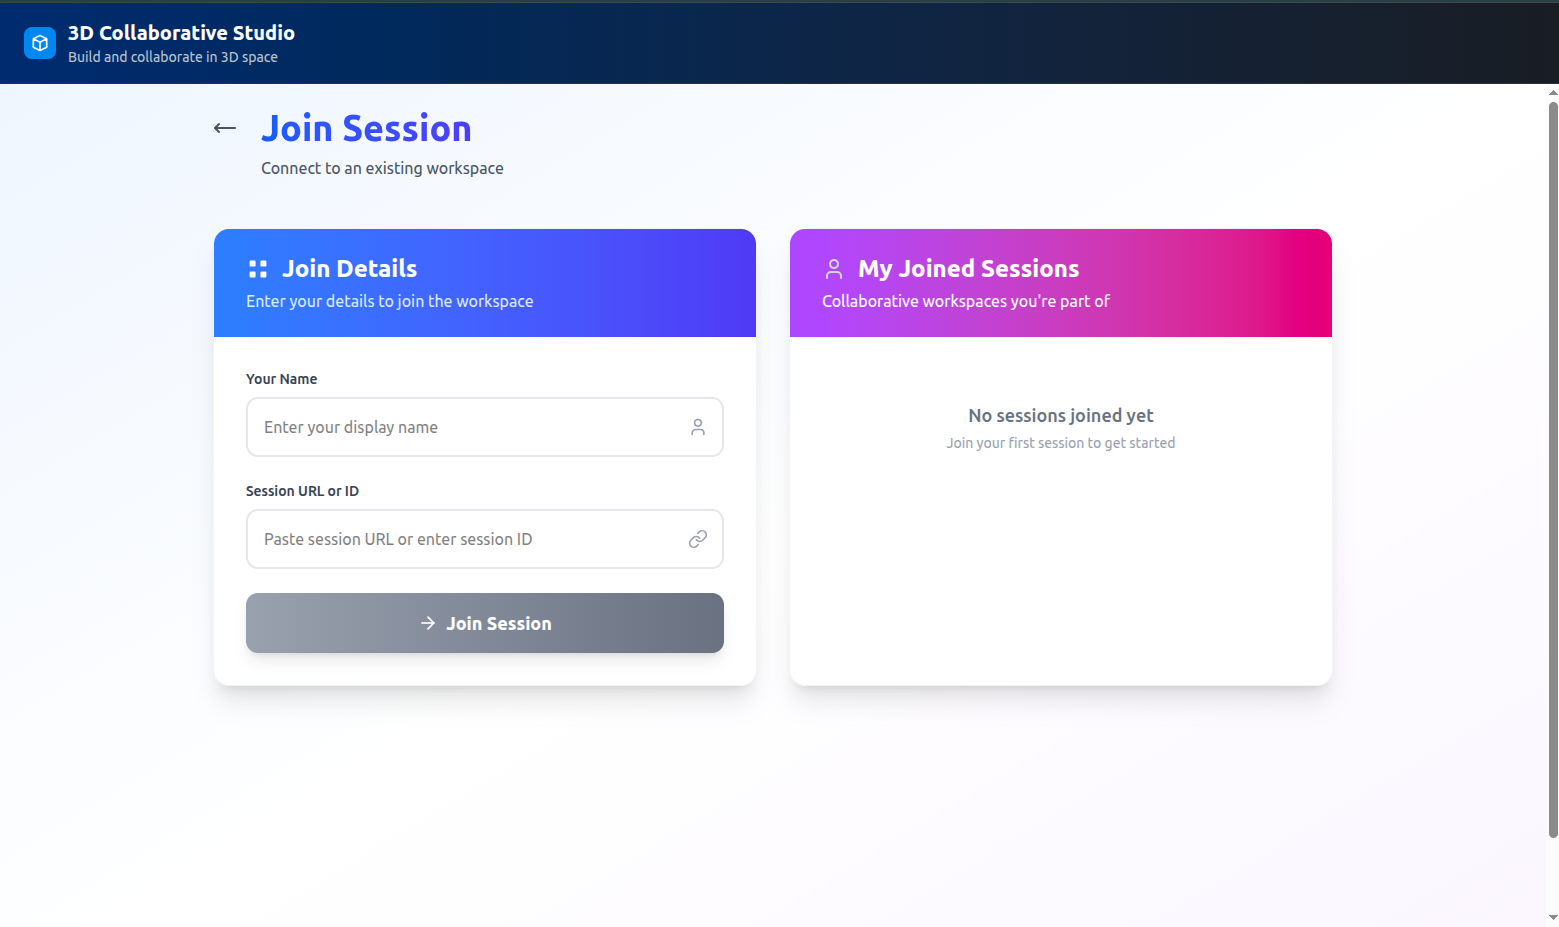 3D Collaborative Studio
Build and collaborate in 3D space
Join Session
Connect to an existing workspace
Join Details
Enter your details to join the workspace
Your Name
Enter your display name
Session URL or ID
Paste session URL or enter session ID
Join Session
My Joined Sessions
Collaborative workspaces you're part of
No sessions joined yet
Join your first session to get started